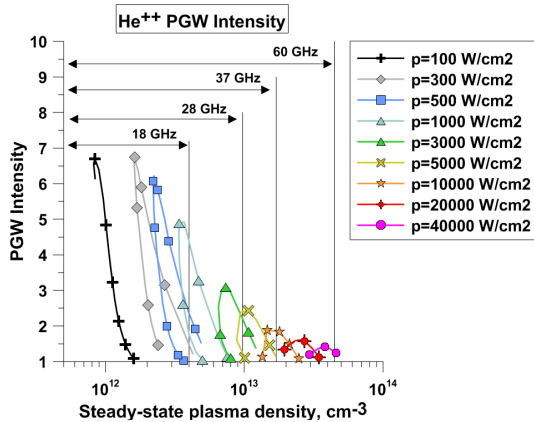 He++ PGW Intensity
10
9
8
7
6
5
4
3
2
1
PGW Intensity
60 GHz
37 GHz
28 GHz
18 GHz
10^12
10^13
10^14
Steady-state plasma density, cm-3
p=100 W/cm2
p=300 W/cm2
p=500 W/cm2
p=1000 W/cm2
p=3000 W/cm2
p=5000 W/cm2
p=10000 W/cm2
p=20000 W/cm2
p=40000 W/cm2